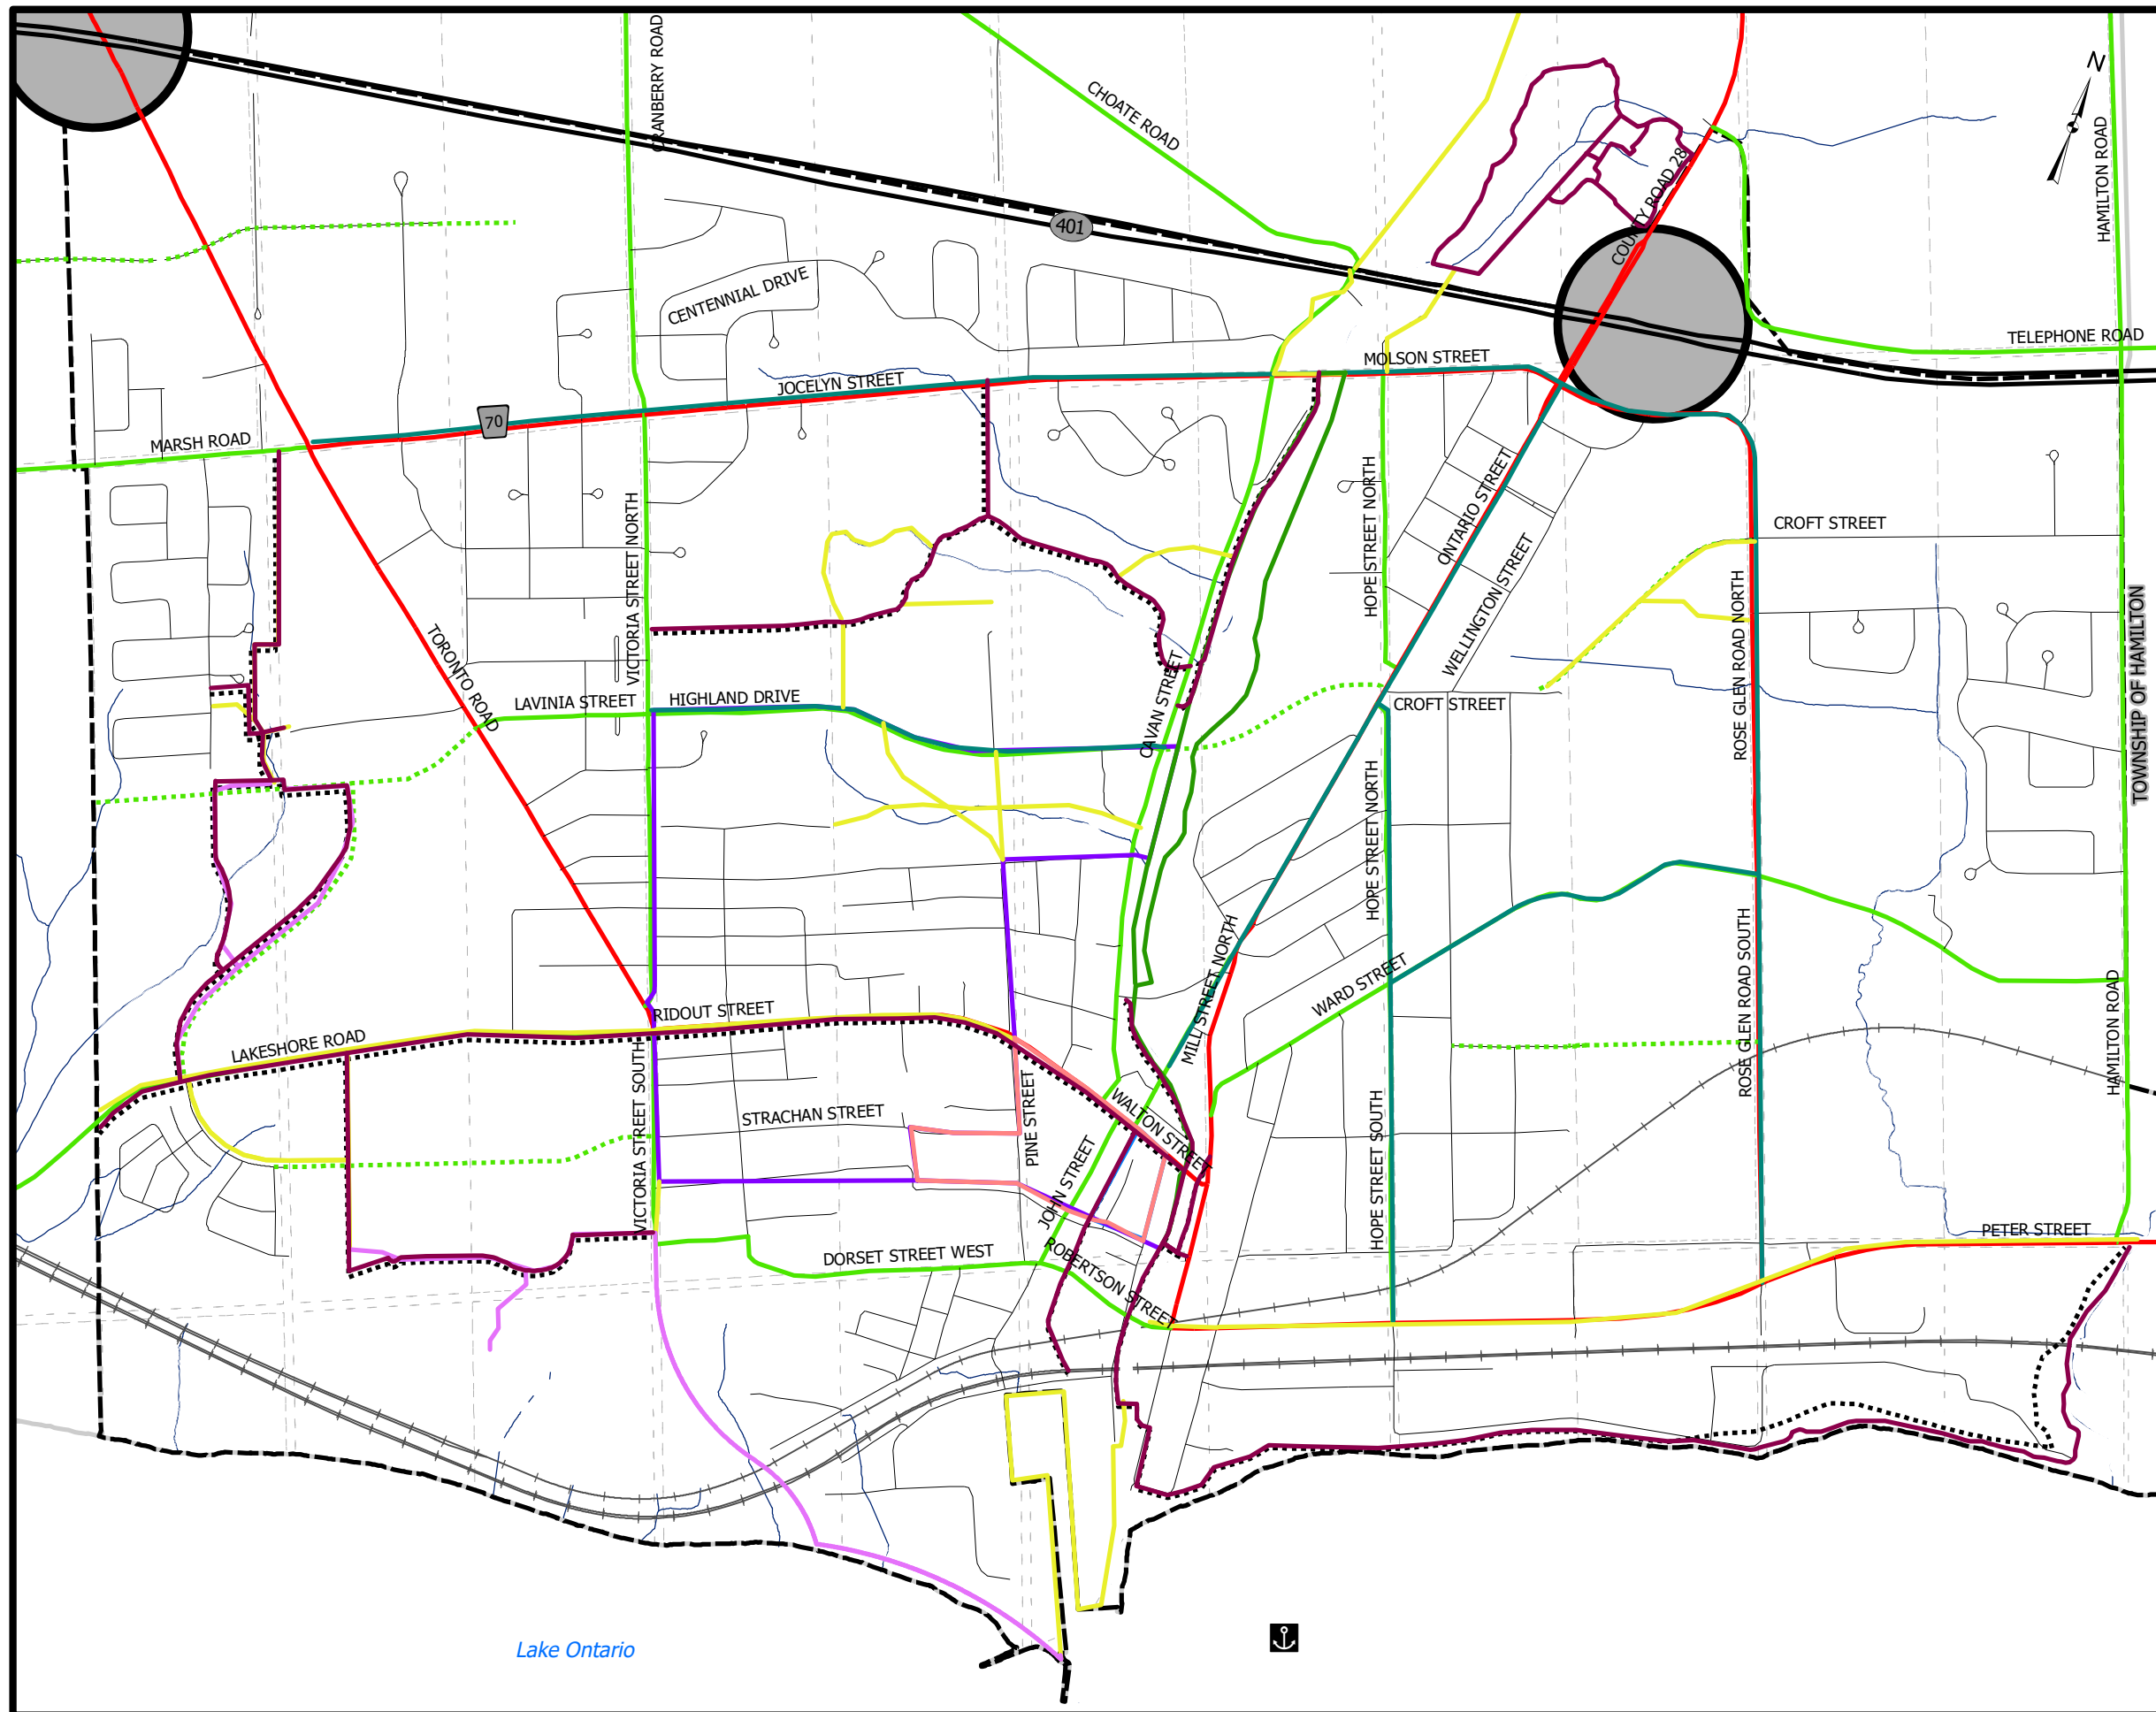 CRANBERRY ROAD
CHOATE ROAD
N
HAMILTON ROAD
401
COUNTY ROAD 28
CENTENNIAL DRIVE
TELEPHONE ROAD
MOLSON STREET
JOCELYN STREET
70
MARSH ROAD
ONTARIO STREET
HOPE STREET NORTH
CROFT STREET
VICTORIA STREET NORTH
WELLINGTON STREET
ROSE GLEN ROAD NORTH
TORONTO ROAD
TOWNSHIP OF HAMILTON
CAVAN STREET
LAVINIA STREET
HIGHLAND DRIVE
CROFT STREET
HOPE STREET NORTH
MILL STREET NORTH
WARD STREET
ROSE GLEN ROAD SOUTH
HAMILTON ROAD
RIDOUT STREET
LAKESHORE ROAD
VICTORIA STREET SOUTH
STRACHAN STREET
PINE STREET
WALTON STREET
HOPE STREET SOUTH
JOHN STREET
PETER STREET
DORSET STREET WEST
ROBERTSON STREET
Lake Ontario